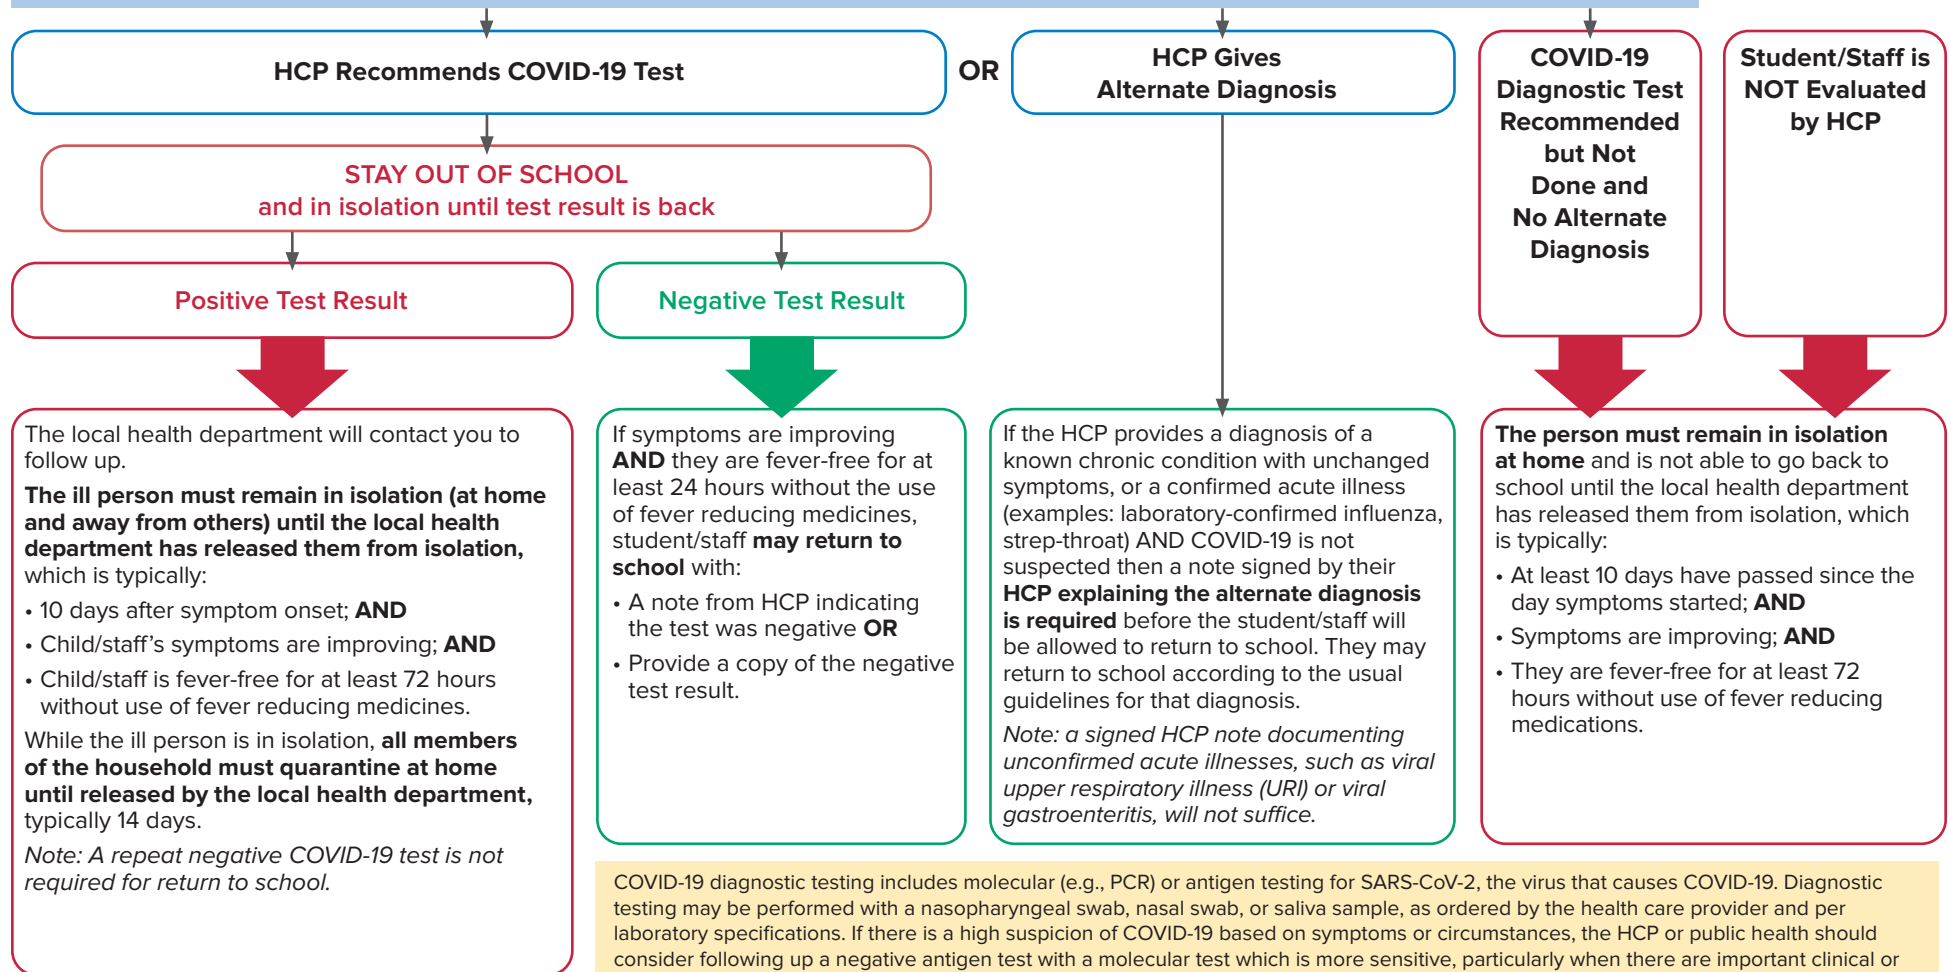 HCP Recommends COVID-19 Test
OR
HCP Gives
Alternate Diagnosis
COVID-19
Diagnostic Test
Recommended
but Not
Done and
No Alternate
Diagnosis
Student/Staff is
NOT Evaluated
by HCP
STAY OUT OF SCHOOL
and in isolation until test result is back
Positive Test Result
Negative Test Result
The local health department will contact you to
follow up.
The ill person must remain in isolation (at home
and away from others) until the local health
department has released them from isolation,
which is typically:
• 10 days after symptom onset; AND
• Child/staff's symptoms are improving; AND
• Child/staff is fever-free for at least 72 hours
without use of fever reducing medicines.
While the ill person is in isolation, all members
of the household must quarantine at home
until released by the local health department,
typically 14 days.
Note: A repeat negative COVID-19 test is not
required for return to school.
If symptoms are improving
AND they are fever-free for at
least 24 hours without the use
of fever reducing medicines,
student/staff may return to
school with:
• A note from HCP indicating
the test was negative OR
• Provide a copy of the negative
test result.
If the HCP provides a diagnosis of a
known chronic condition with unchanged
symptoms, or a confirmed acute illness
(examples: laboratory-confirmed influenza,
strep-throat) AND COVID-19 is not
suspected then a note signed by their
HCP explaining the alternate diagnosis
is required before the student/staff will
be allowed to return to school. They may
return to school according to the usual
guidelines for that diagnosis.
Note: a signed HCP note documenting
unconfirmed acute illnesses, such as viral
upper respiratory illness (URI) or viral
gastroenteritis, will not suffice.
The person must remain in isolation
at home and is not able to go back to
school until the local health department
has released them from isolation, which
is typically:
• At least 10 days have passed since the
day symptoms started; AND
• Symptoms are improving; AND
• They are fever-free for at least 72
hours without use of fever reducing
medications.
COVID-19 diagnostic testing includes molecular (e.g., PCR) or antigen testing for SARS-CoV-2, the virus that causes COVID-19. Diagnostic
testing may be performed with a nasopharyngeal swab, nasal swab, or saliva sample, as ordered by the health care provider and per
laboratory specifications. If there is a high suspicion of COVID-19 based on symptoms or circumstances, the HCP or public health should
consider following up a negative antigen test with a molecular test which is more sensitive, particularly when there are important clinical or